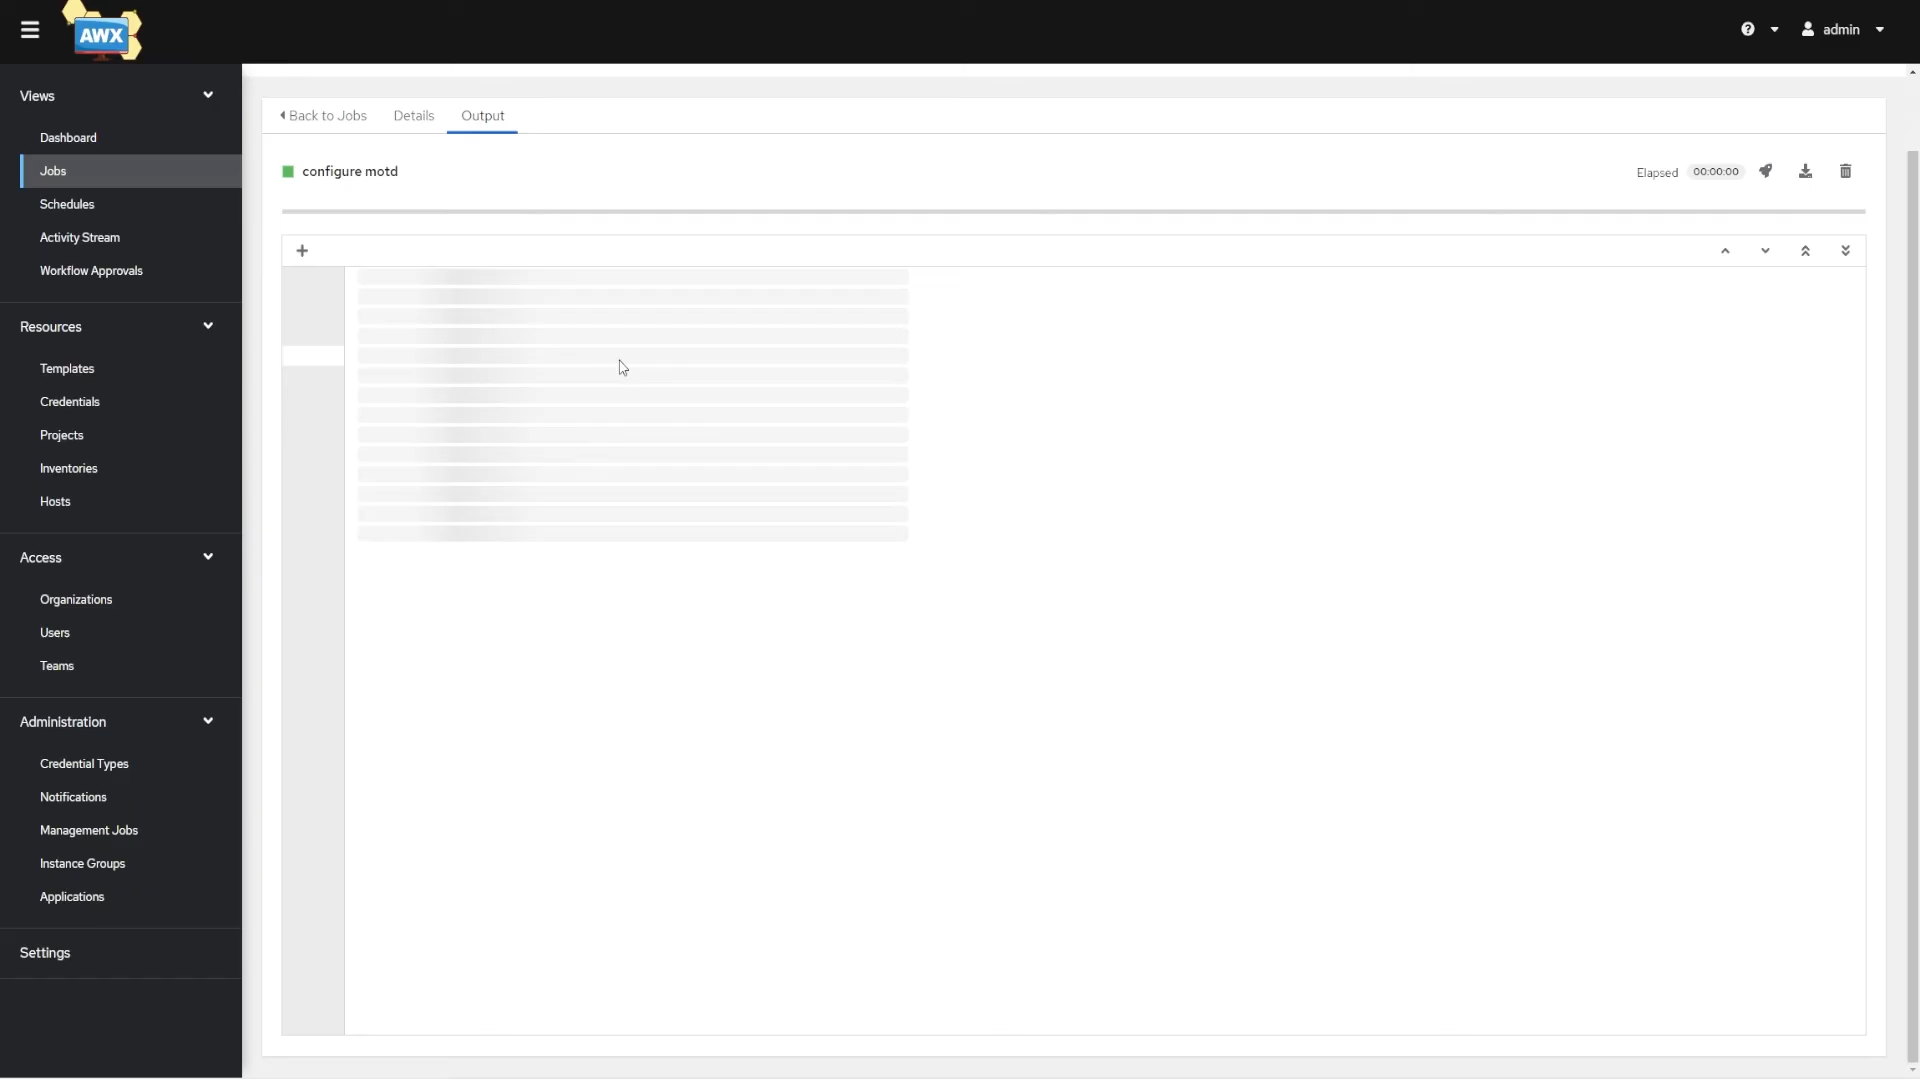 AWX
admin
Views
Dashboard
Jobs
Schedules
Activity Stream
Workflow Approvals
Resources
Templates
Credentials
Projects
Inventories
Hosts
Access
Organizations
Users
Teams
Administration
Credential Types
Notifications
Management Jobs
Instance Groups
Applications
Settings
Back to Jobs Details Output
configure motd
Elapsed 00:00:00